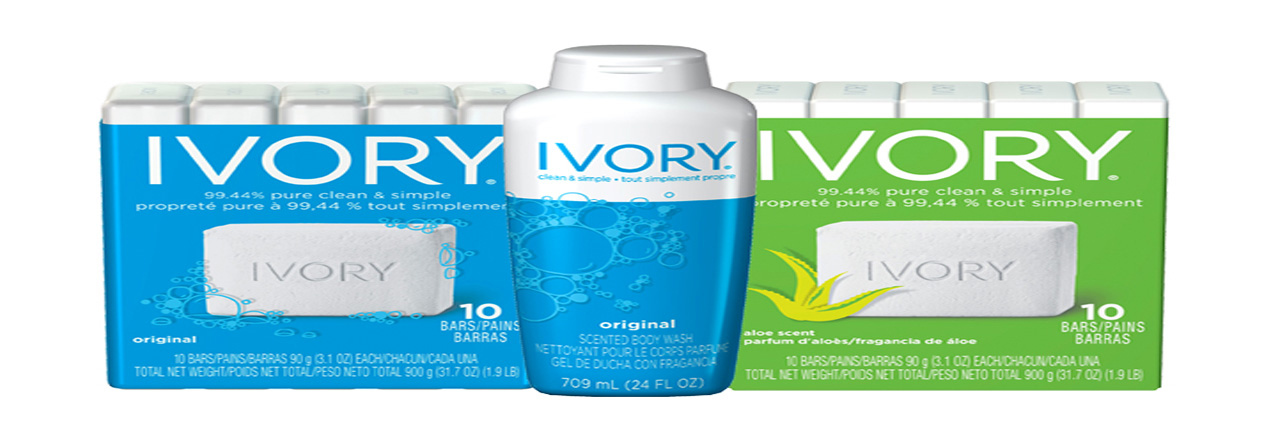 IVORY®
99.44% pure clean & simple
propreté pure à 99,44 % tout simplement
IVORY
10
BARS/PAINS
BARRAS
original
10 BARS/PAINS/BARRAS 90 g (3.1 OZ) EACH/CHACUN/CADA UNA
TOTAL NET WEIGHT/POIDS NET TOTAL/PESO NETO TOTAL 900 g (31.7 OZ) (1.9 LB)
IVORY®
clean & simple • tout simplement propre
original
SCENTED BODY WASH
NETTOYANT POUR LE CORPS PARFUMÉ
GEL DE DUCHA CON FRAGANCIA
709 mL (24 FL OZ)
IVORY®
99.44% pure clean & simple
propreté pure à 99,44 % tout simplement
IVORY
10
BARS/PAINS
BARRAS
aloe scent
parfum d'aloès/fragancia de áloe
10 BARS/PAINS/BARRAS 90 g (3.1 OZ) EACH/CHACUN/CADA UNA
TOTAL NET WEIGHT/POIDS NET TOTAL/PESO NETO TOTAL 900 g (31.7 OZ) (1.9 LB)